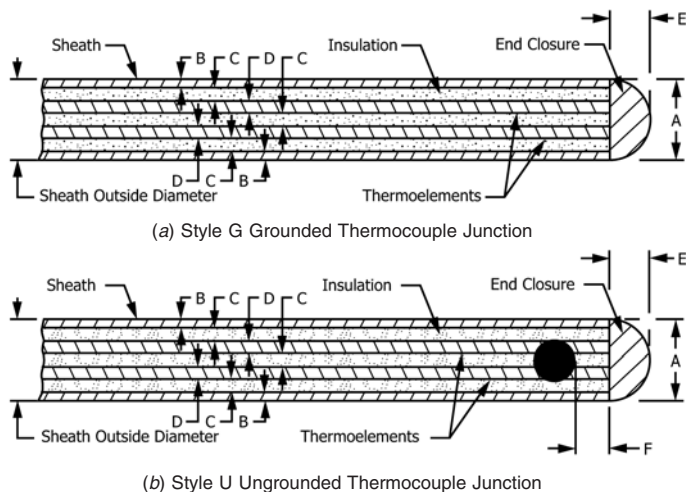 Sheath B C D C Insulation End Closure E
A
D C B
Sheath Outside Diameter Thermoelements
(a) Style G Grounded Thermocouple Junction
Sheath B C D C Insulation End Closure E
A
D C B
Sheath Outside Diameter Thermoelements F
(b) Style U Ungrounded Thermocouple Junction